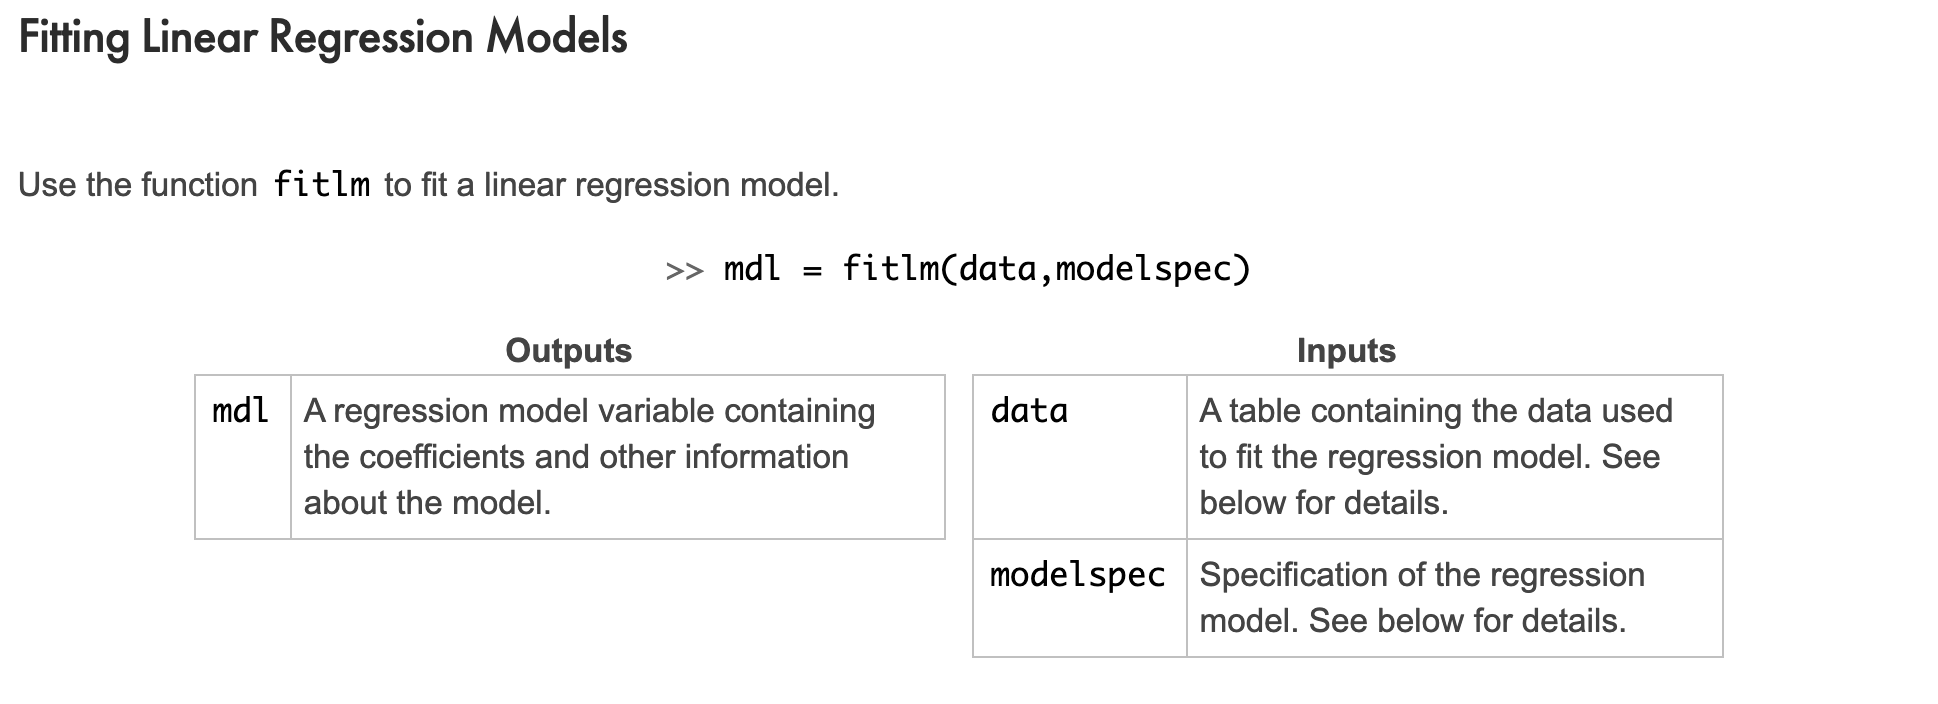 Fitting Linear Regression Models
Use the function fitlm to fit a linear regression model.
>> mdl = fitlm(data,modelspec)
Outputs
mdl
A regression model variable containing
the coefficients and other information
about the model.
Inputs
data
A table containing the data used
to fit the regression model. See
below for details.
modelspec
Specification of the regression
model. See below for details.